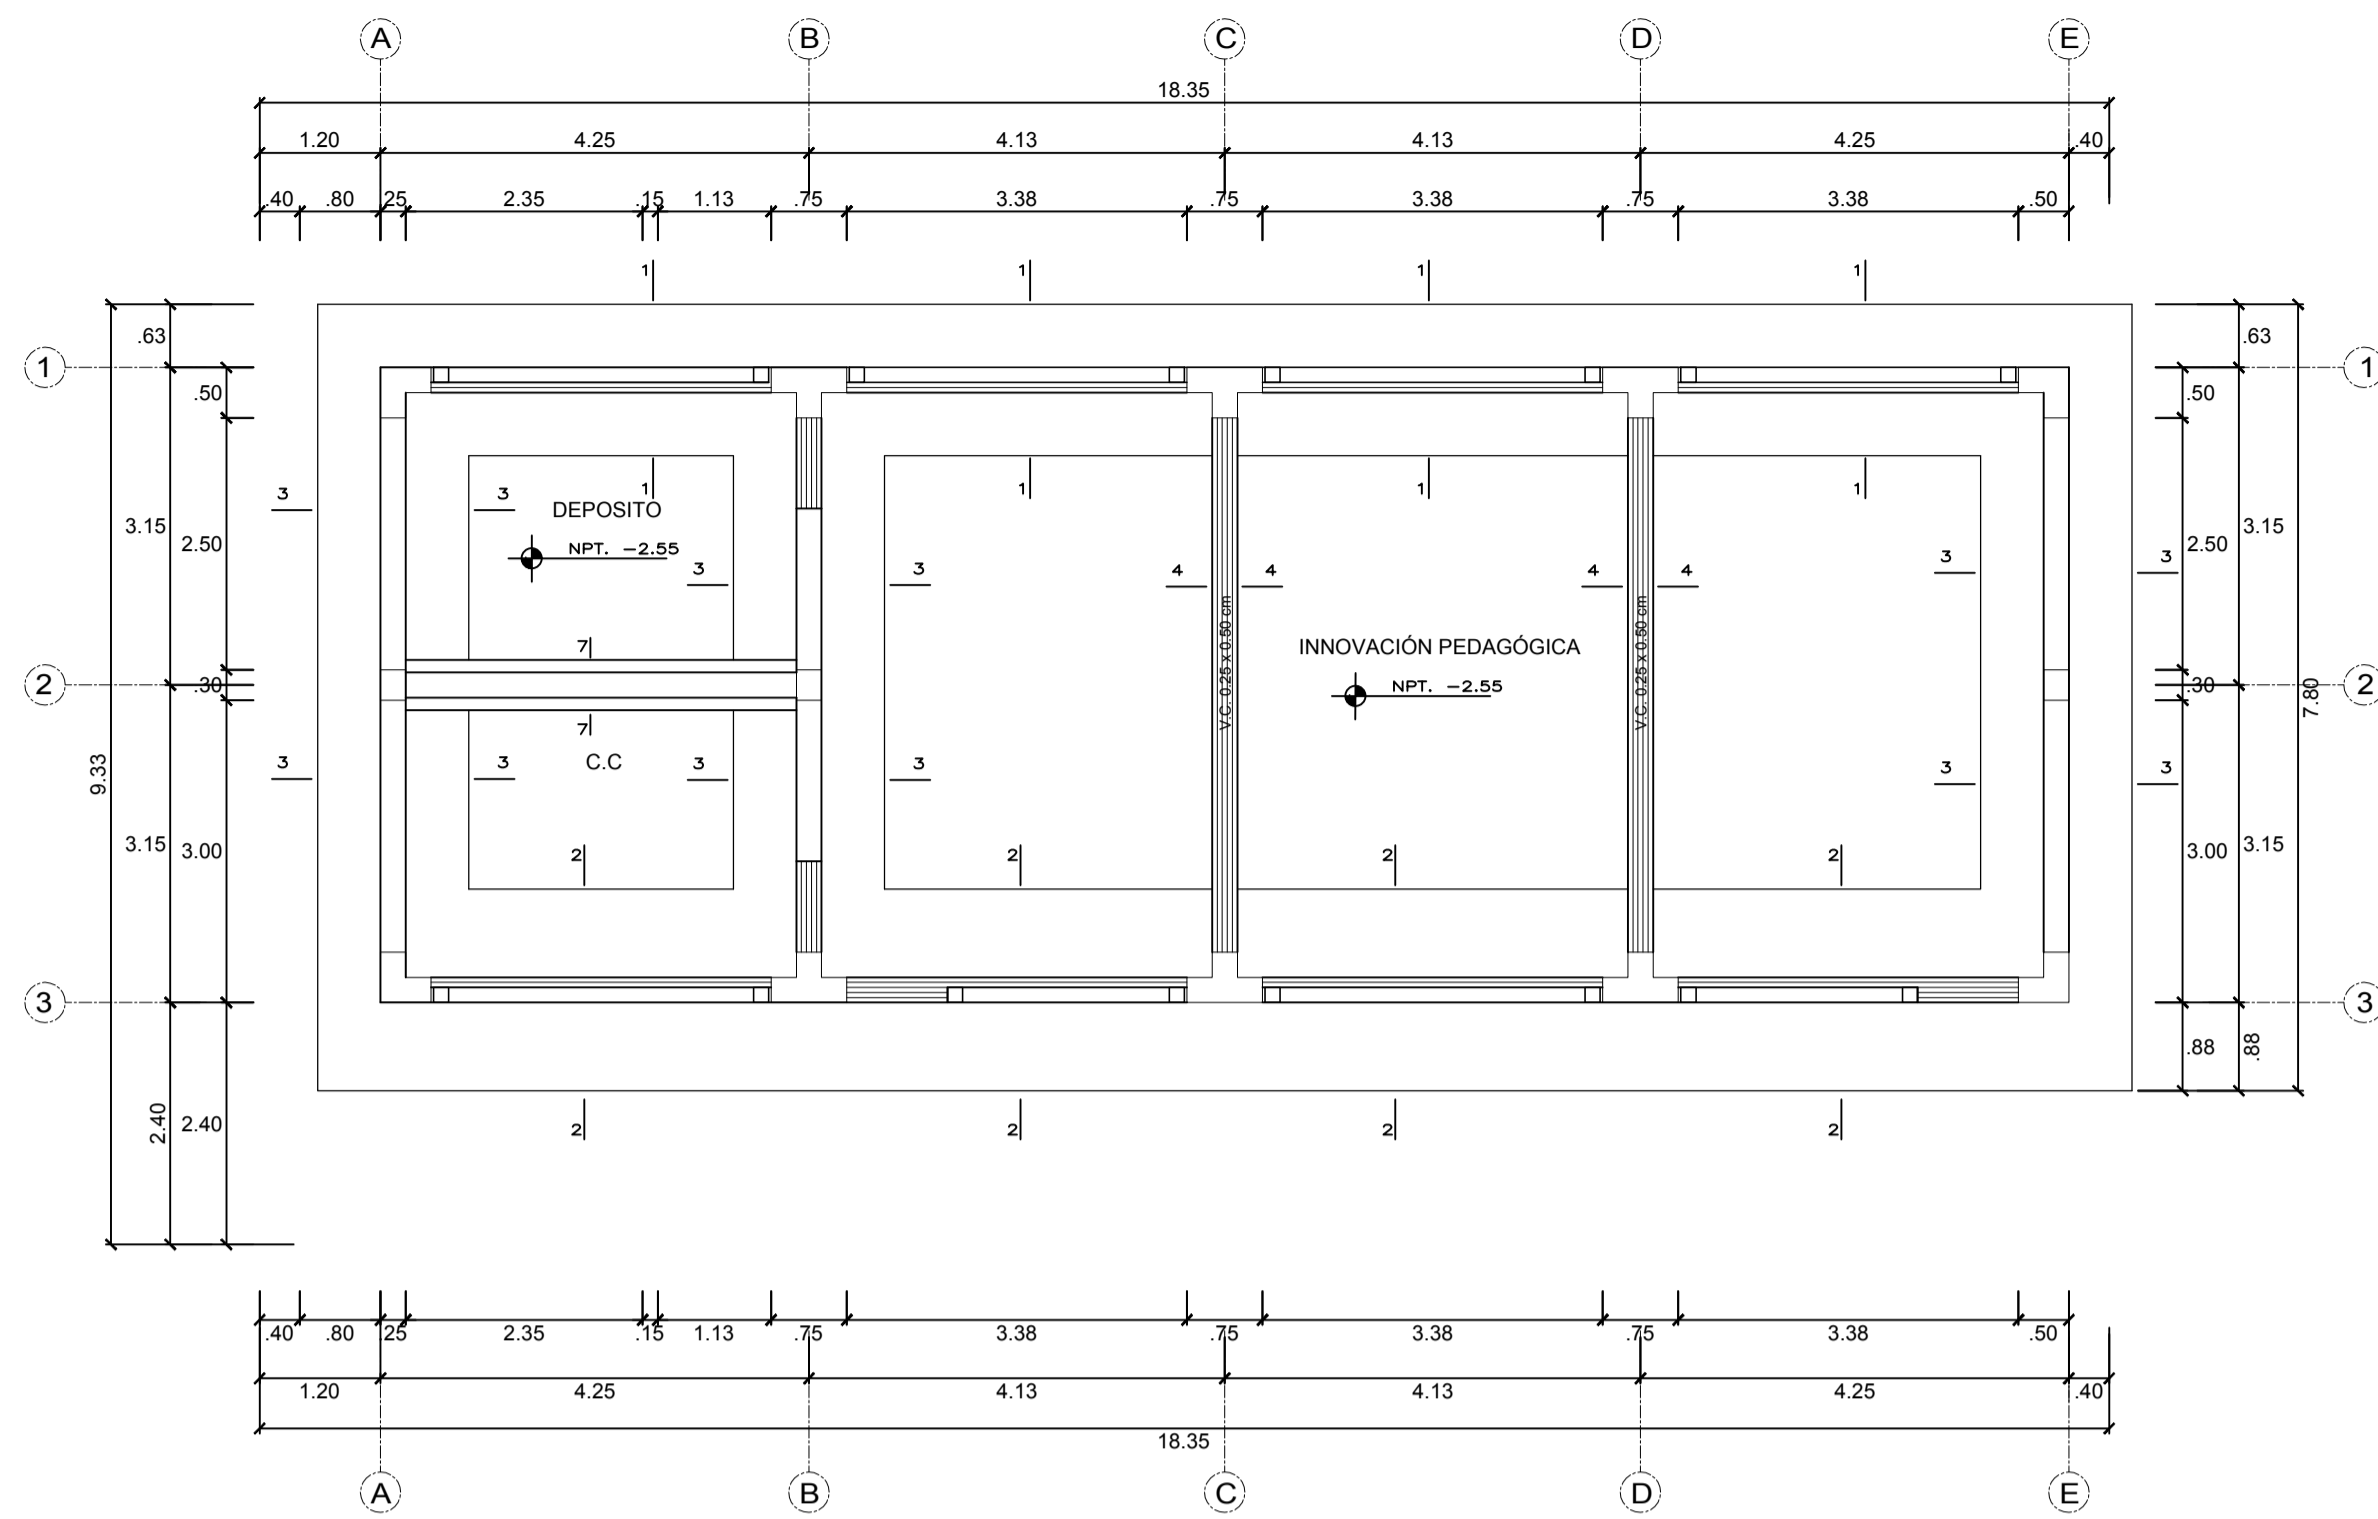 A B C D E
18.35
1.20 4.25 4.13 4.13 4.25 .40
.40 .80 .25 2.35 .15 1.13 .75 3.38 .75 3.38 .75 3.38 .50
1 1 1 1
.63 .63
1 1
.50 .50
3 3 1 1 1 1
DEPOSITO
3.15 2.50 2.50 3.15
NPT. -2.55
3 3 4 4 4 4 3 3
7
INNOVACIÓN PEDAGÓGICA
V.C. 0.25 x 0.50 cm
V.C. 0.25 x 0.50 cm
2 .30 NPT. -2.55 .30 2
7.80
7
C.C
3 3 3 3 3 3
9.33
3.15 3.00 3.00 3.15
2 2 2 2
3 3
.88 .88
2.40 2.40
2 2 2 2
.40 .80 .25 2.35 .15 1.13 .75 3.38 .75 3.38 .75 3.38 .50
1.20 4.25 4.13 4.13 4.25 .40
18.35
A B C D E